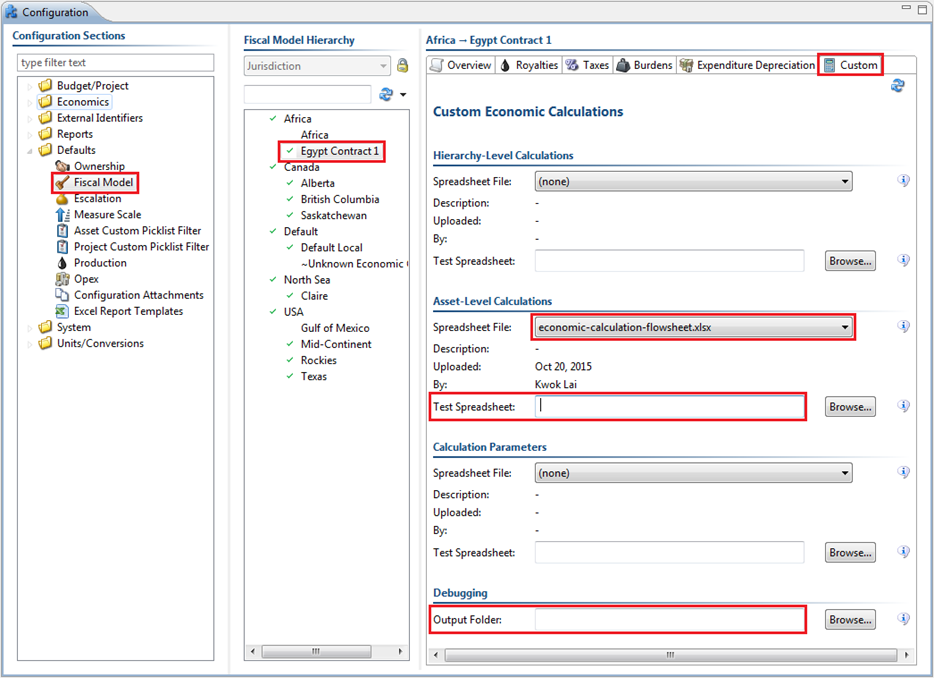 Configuration
Configuration Sections
type filter text
Budget/Project
Economics
External Identifiers
Reports
Defaults
Ownership
Fiscal Model
Escalation
Measure Scale
Asset Custom Picklist Filter
Project Custom Picklist Filter
Production
Opex
Configuration Attachments
Excel Report Templates
System
Units/Conversions
Fiscal Model Hierarchy
Jurisdiction
Africa
Africa
Egypt Contract 1
Canada
Alberta
British Columbia
Saskatchewan
Default
Default Local
~Unknown Economic
North Sea
Claire
USA
Gulf of Mexico
Mid-Continent
Rockies
Texas
Africa → Egypt Contract 1
Overview Royalties Taxes Burdens Expenditure Depreciation Custom
Custom Economic Calculations
Hierarchy-Level Calculations
Spreadsheet File: (none)
Description: -
Uploaded: -
By: -
Test Spreadsheet: Browse...
Asset-Level Calculations
Spreadsheet File: economic-calculation-flowsheet.xlsx
Description: -
Uploaded: Oct 20, 2015
By: Kwok Lai
Test Spreadsheet: Browse...
Calculation Parameters
Spreadsheet File: (none)
Description: -
Uploaded: -
By: -
Test Spreadsheet: Browse...
Debugging
Output Folder: Browse...